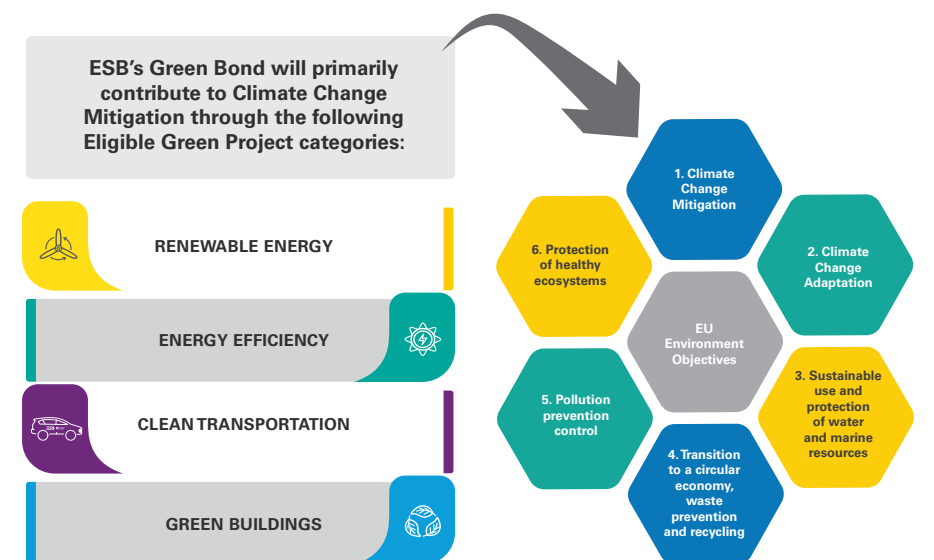 ESB’s Green Bond will primarily
contribute to Climate Change
Mitigation through the following
Eligible Green Project categories:
RENEWABLE ENERGY
ENERGY EFFICIENCY
CLEAN TRANSPORTATION
GREEN BUILDINGS
1. Climate
Change
Mitigation
2. Climate
Change
Adaptation
3. Sustainable
use and
protection
of water
and marine
resources
4. Transition
to a circular
economy,
waste
prevention
and recycling
5. Pollution
prevention
control
6. Protection
of healthy
ecosystems
EU
Environment
Objectives